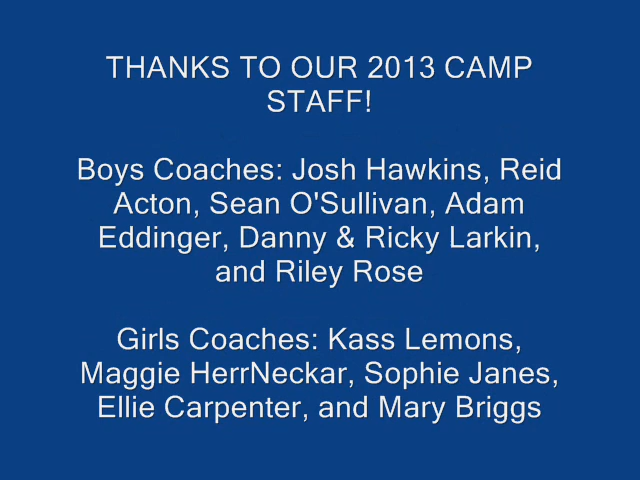 THANKS TO OUR 2013 CAMP
STAFF!
Boys Coaches: Josh Hawkins, Reid
Acton, Sean O'Sullivan, Adam
Eddinger, Danny & Ricky Larkin,
and Riley Rose
Girls Coaches: Kass Lemons,
Maggie HerrNeckar, Sophie Janes,
Ellie Carpenter, and Mary Briggs